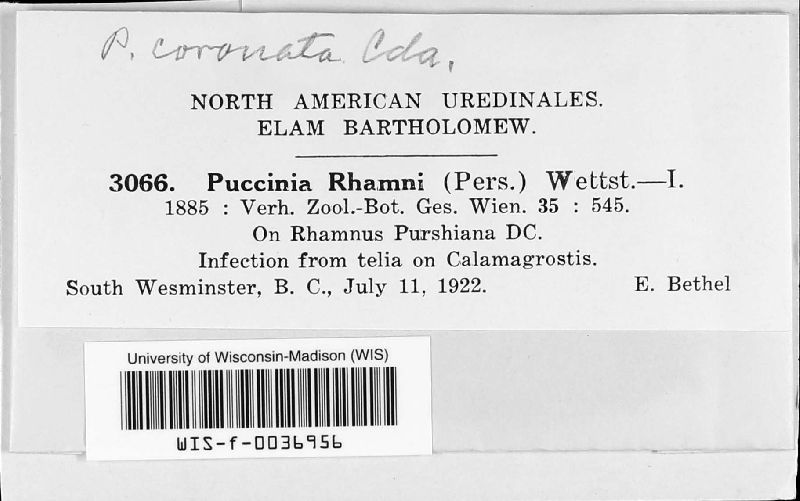 P. coronata Cda.
NORTH AMERICAN UREDINALES.
ELAM BARTHOLOMEW.
3066. Puccinia Rhamni (Pers.) Wettst.—I.
1885 : Verh. Zool.-Bot. Ges. Wien. 35 : 545.
On Rhamnus Purshiana DC.
Infection from telia on Calamagrostis.
South Wesminster, B. C., July 11, 1922. E. Bethel
University of Wisconsin-Madison (WIS)
WIS-f-0036956